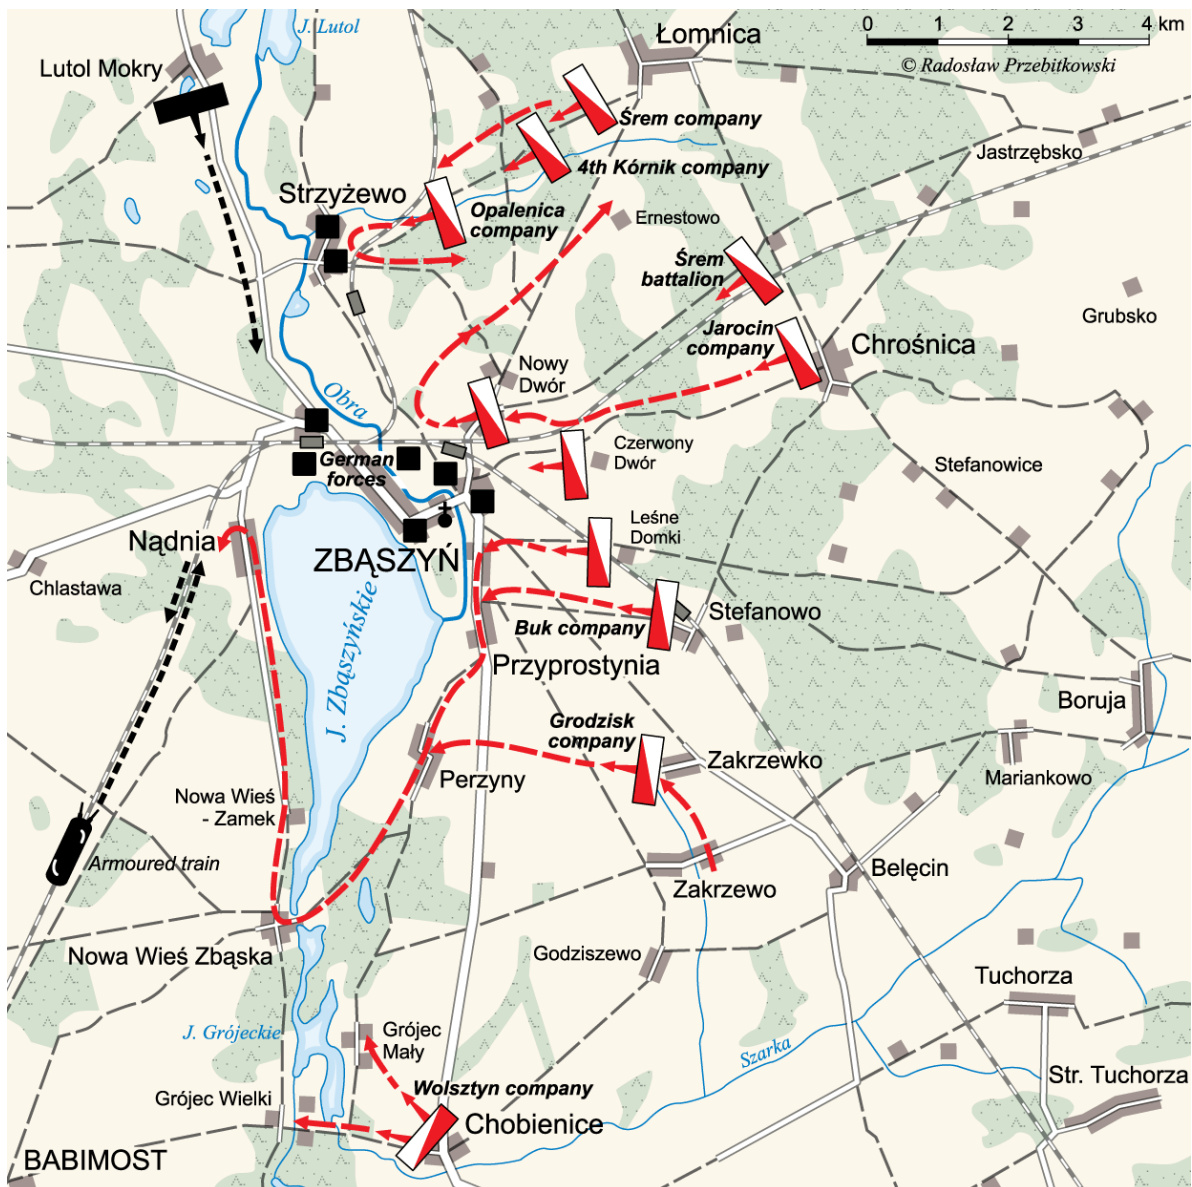 J. Lutol
Łomnica
0 1 2 3 4 km
© Radosław Przebitkowski
Lutol Mokry
Śrem company
4th Kórnik company
Jastrzębsko
Strzyżewo
Opalenica
company
Ernestowo
Śrem
battalion
Grubsko
Jarocin
company
Chrośnica
Nowy
Dwór
Obra
Czerwony
Dwór
German
forces
Stefanowice
Leśne
Domki
Nądnia
ZBĄSZYŃ
Chlastawa
Stefanowo
Buk company
J. Zbąszyńskie
Przyprostynia
Boruja
Grodzisk
company
Zakrzewko
Perzyny
Mariankowo
Nowa Wieś
- Zamek
Armoured train
Belęcin
Zakrzewo
Nowa Wieś Zbąska
Godziszewo
Tuchorza
J. Grójeckie
Grójec
Mały
Szarka
Str. Tuchorza
Wolsztyn company
Grójec Wielki
Chobienice
BABIMOST